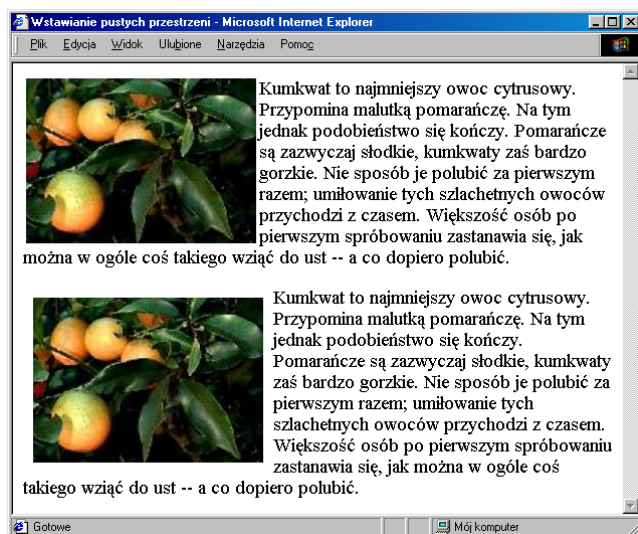 Wstawianie pustych przestrzeni - Microsoft Internet Explorer
Plik Edycja Widok Ulubione Narzędzia Pomoc
Kumkwat to najmniejszy owoc cytrusowy.
Przypomina malutką pomarańczę. Na tym
jednak podobieństwo się kończy. Pomarańcze
są zazwyczaj słodkie, kumkwaty zaś bardzo
gorzkie. Nie sposób je polubić za pierwszym
razem; umiłowanie tych szlachetnych owoców
przychodzi z czasem. Większość osób po
pierwszym spróbowaniu zastanawia się, jak
można w ogóle coś takiego wziąć do ust -- a co dopiero polubić.
Kumkwat to najmniejszy owoc cytrusowy.
Przypomina malutką pomarańczę. Na tym
jednak podobieństwo się kończy.
Pomarańcze są zazwyczaj słodkie, kumkwaty
zaś bardzo gorzkie. Nie sposób je polubić za
pierwszym razem; umiłowanie tych
szlachetnych owoców przychodzi z czasem.
Większość osób po pierwszym spróbowaniu
zastanawia się, jak można w ogóle coś
takiego wziąć do ust -- a co dopiero polubić.
Gotowe Mój komputer